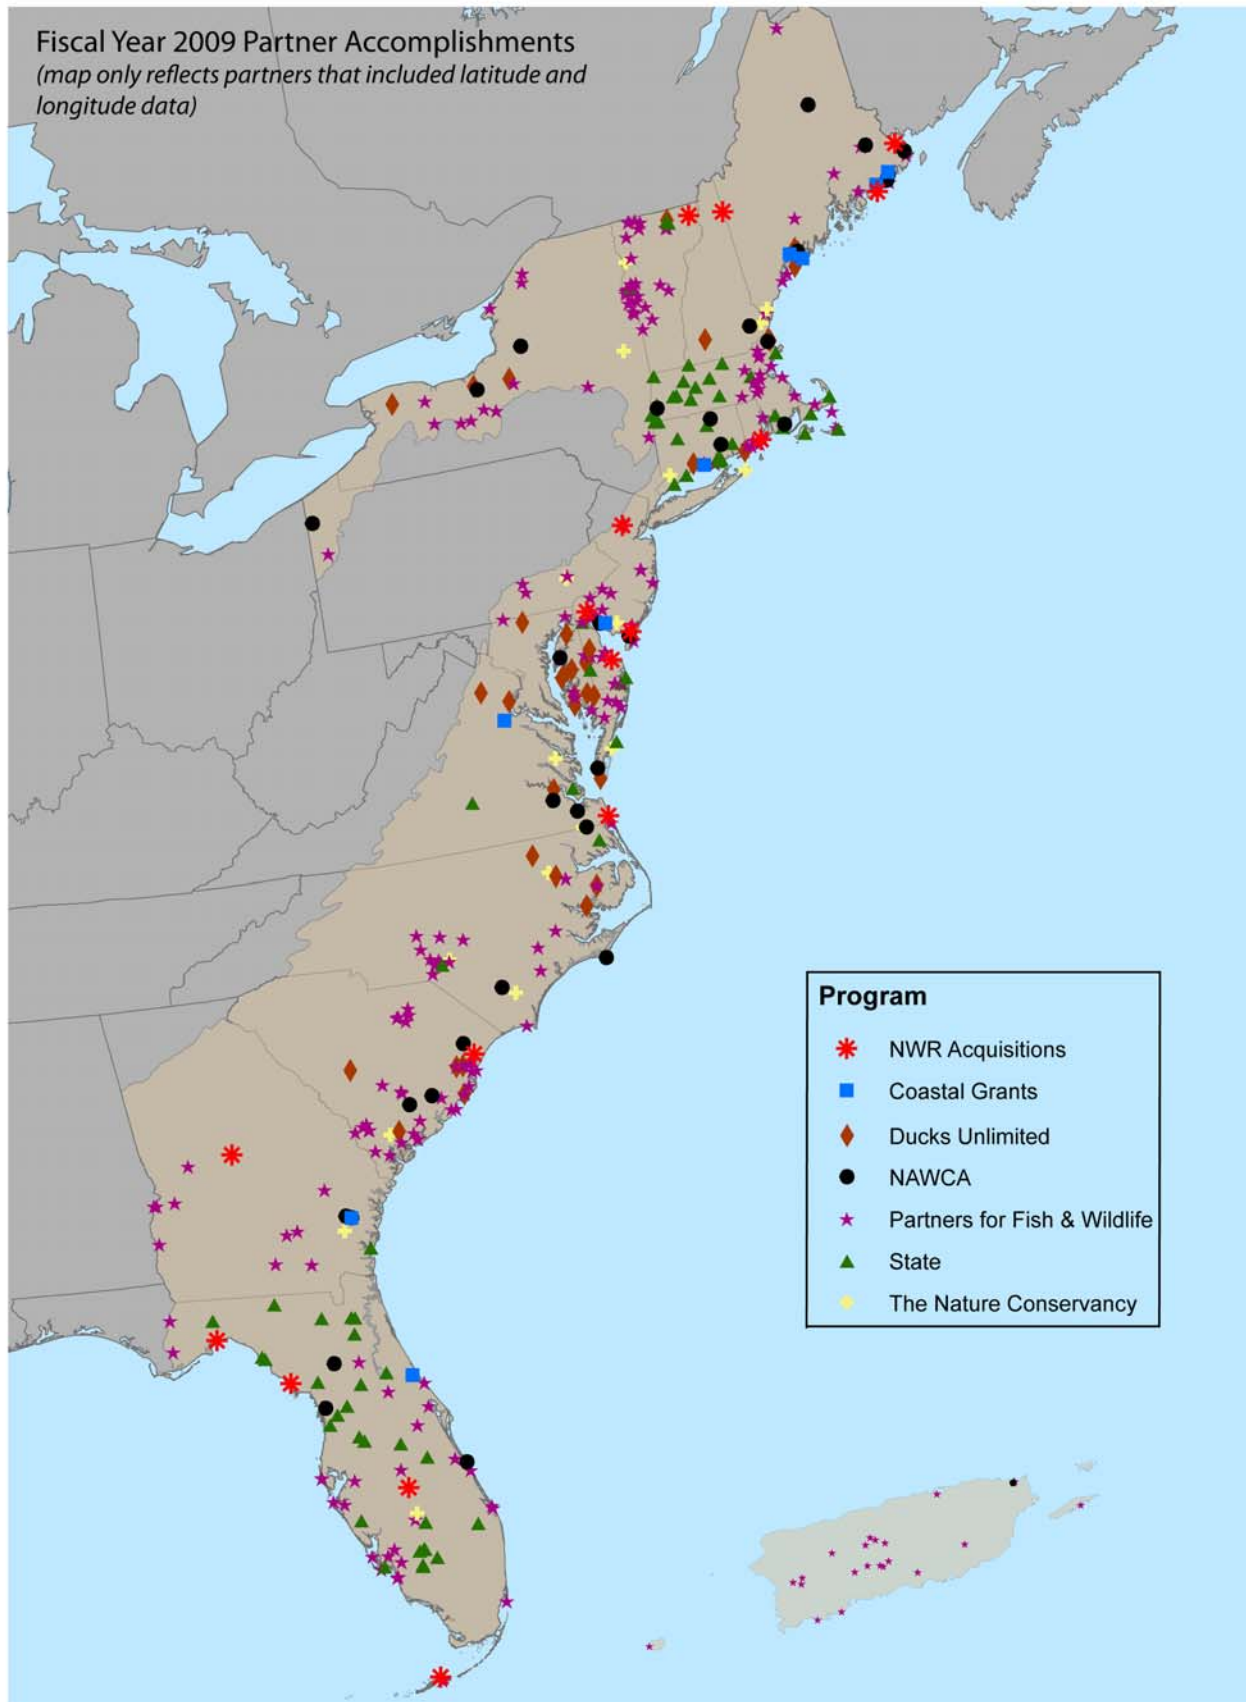 Fiscal Year 2009 Partner Accomplishments
(map only reflects partners that included latitude and
longitude data)
Program
NWR Acquisitions
Coastal Grants
Ducks Unlimited
NAWCA
Partners for Fish & Wildlife
State
The Nature Conservancy